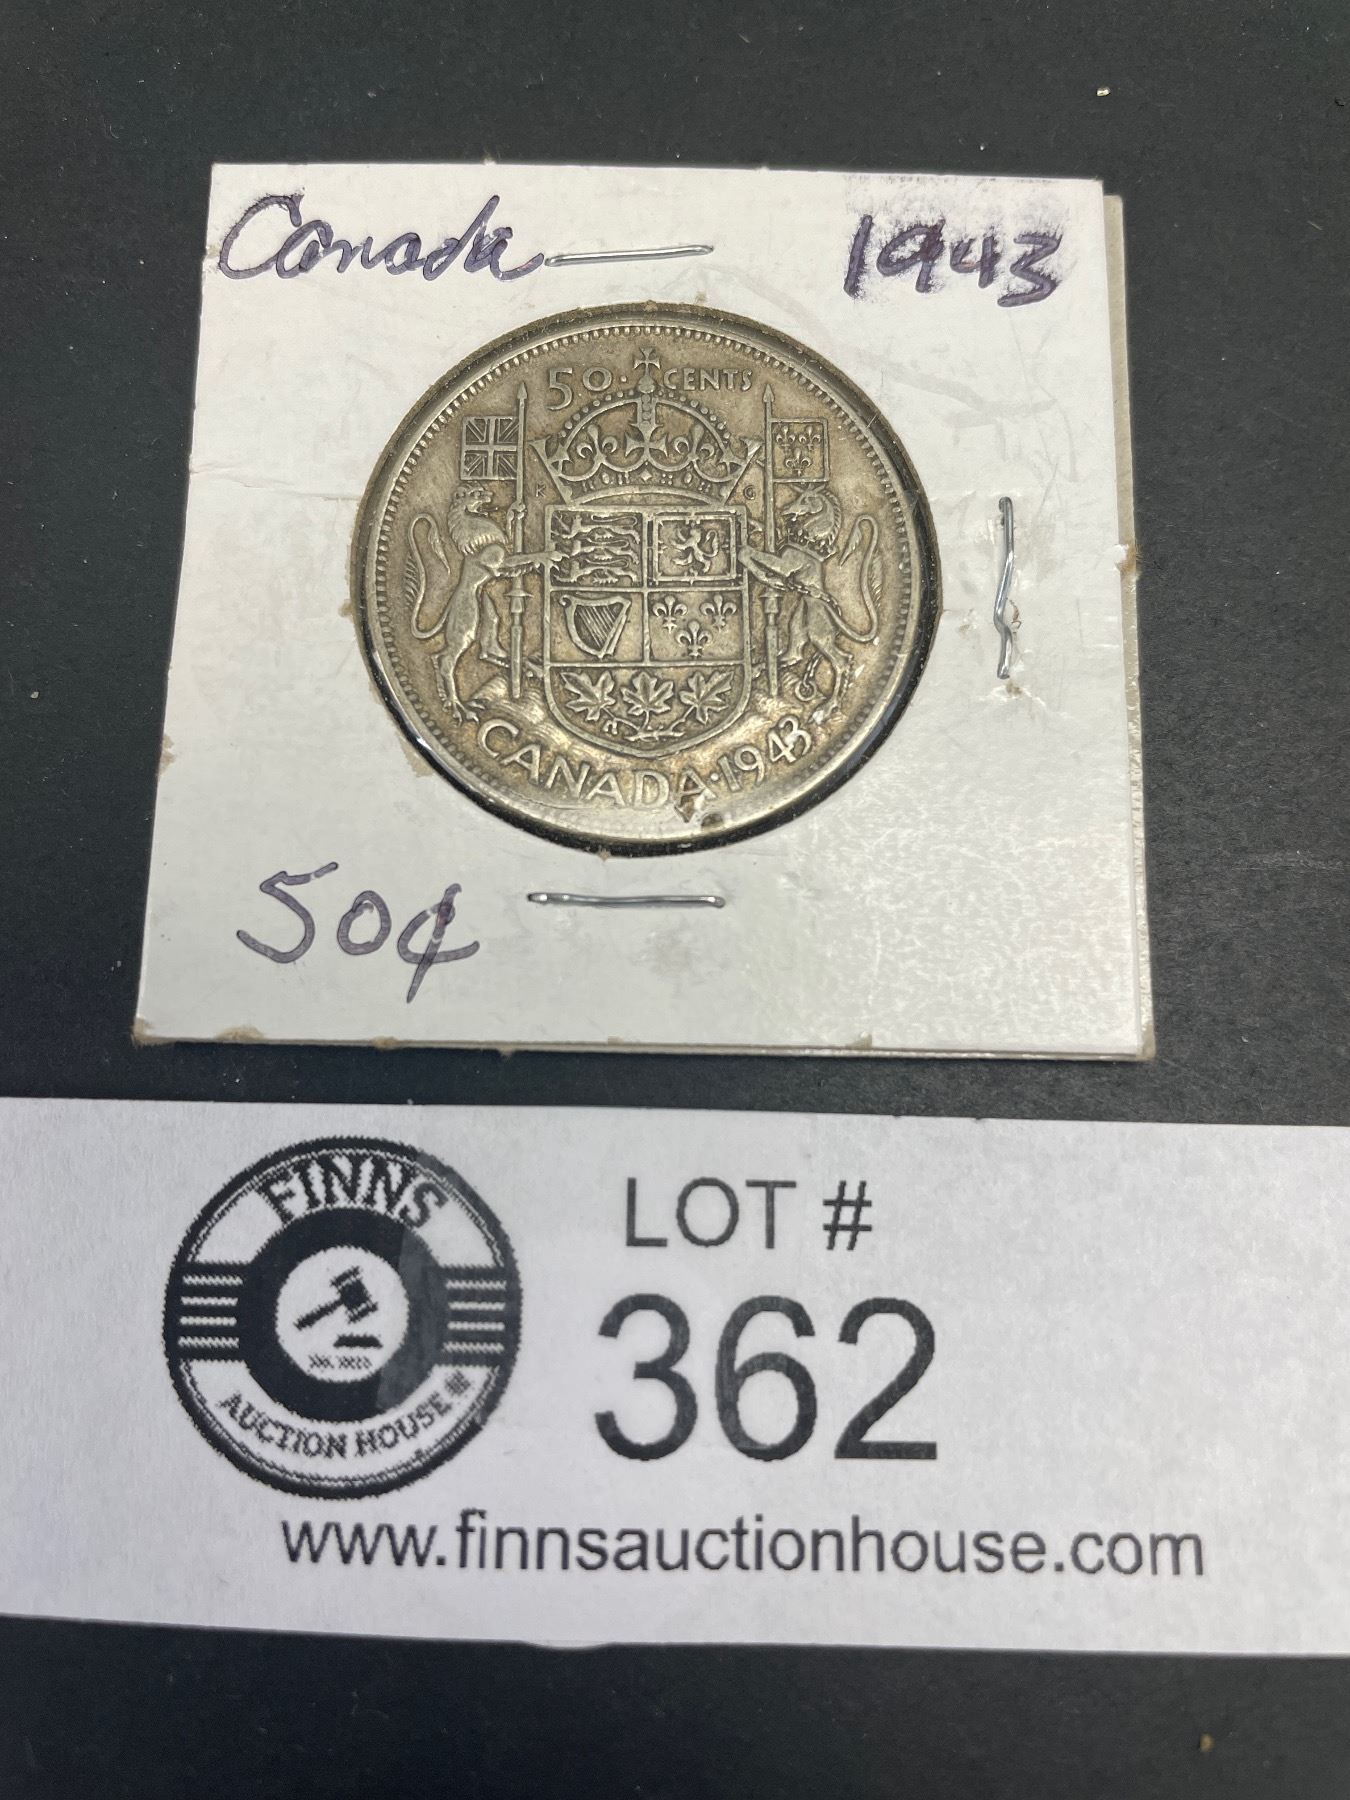 Canada 1943
50·CENTS
K G
CANADA·1943
50¢
FINNS
AUCTION HOUSE
LOT #
362
www.finnsauctionhouse.com